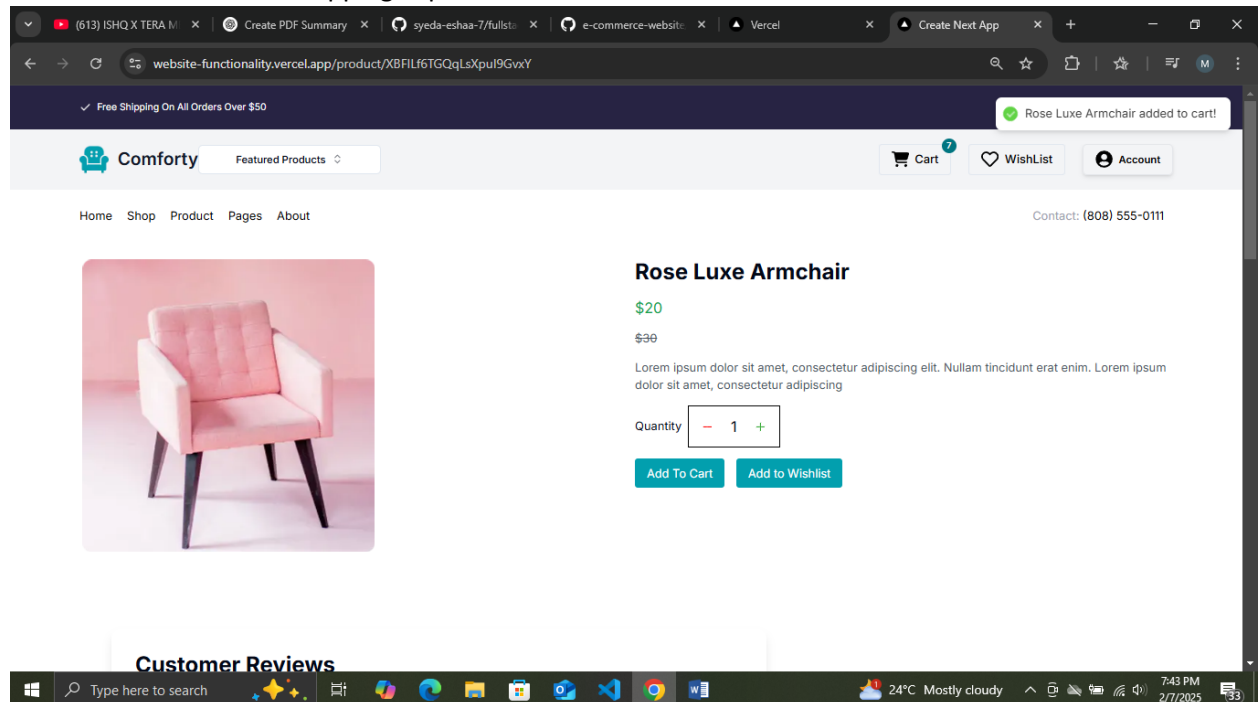 (613) ISHQ X TERA M
Create PDF Summary
syeda-eshaa-7/fullsta
e-commerce-website
Vercel
Create Next App
website-functionality.vercel.app/product/XBFILf6TGQqLsXpul9GvxY
M
Free Shipping On All Orders Over $50
Rose Luxe Armchair added to cart!
Comforty
Featured Products
Cart
7
WishList
Account
Home Shop Product Pages About
Contact: (808) 555-0111
Rose Luxe Armchair
$20
$30
Lorem ipsum dolor sit amet, consectetur adipiscing elit. Nullam tincidunt erat enim. Lorem ipsum
dolor sit amet, consectetur adipiscing
Quantity − 1 +
Add To Cart
Add to Wishlist
Customer Reviews
Type here to search
24°C Mostly cloudy
7:43 PM
2/7/2025
33